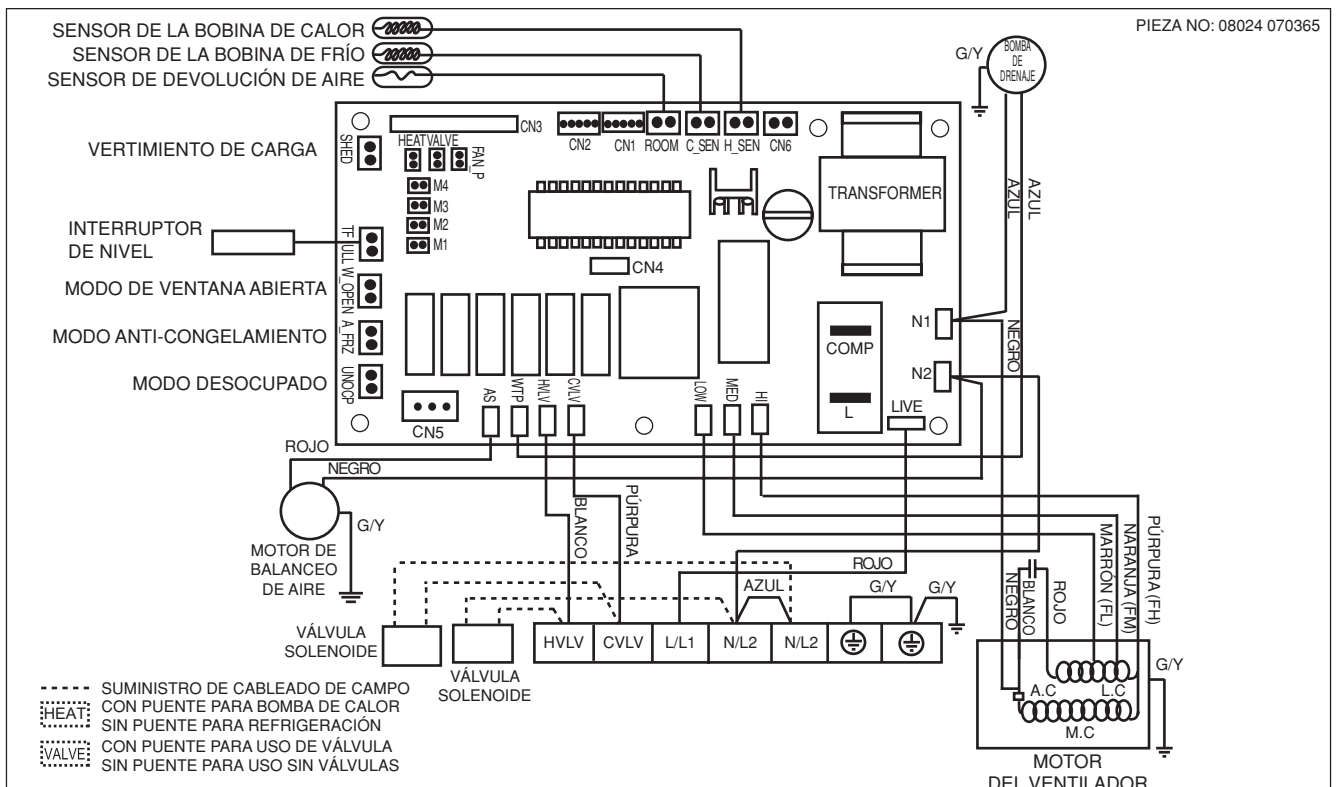 PIEZA NO: 08024 070365
SENSOR DE LA BOBINA DE CALOR
SENSOR DE LA BOBINA DE FRÍO
SENSOR DE DEVOLUCIÓN DE AIRE
G/Y
BOMBA
DE
DRENAJE
AZUL
AZUL
VERTIMIENTO DE CARGA
SHED
CN3
CN2
CN1
ROOM
C_SEN
H_SEN
CN6
HEAT
VALVE
FAN_P
M4
M3
M2
M1
TRANSFORMER
INTERRUPTOR
DE NIVEL
TFULL
W_OPEN
MODO DE VENTANA ABIERTA
MODO ANTI-CONGELAMIENTO
A_FRZ
MODO DESOCUPADO
UNOCP
CN4
CN5
AS
WTP
HVLV
CVLV
LOW
MED
HI
COMP
L
LIVE
N1
N2
NEGRO
ROJO
NEGRO
G/Y
MOTOR DE
BALANCEO
DE AIRE
BLANCO
PÚRPURA
ROJO
AZUL
G/Y
G/Y
VÁLVULA
SOLENOIDE
VÁLVULA
SOLENOIDE
HVLV
CVLV
L/L1
N/L2
N/L2
NEGRO
BLANCO
ROJO
MARRÓN (FL)
NARANJA (FM)
PÚRPURA (FH)
G/Y
A.C
L.C
M.C
MOTOR
DEL VENTILADOR
SUMINISTRO DE CABLEADO DE CAMPO
HEAT CON PUENTE PARA BOMBA DE CALOR
SIN PUENTE PARA REFRIGERACIÓN
VALVE CON PUENTE PARA USO DE VÁLVULA
SIN PUENTE PARA USO SIN VÁLVULAS